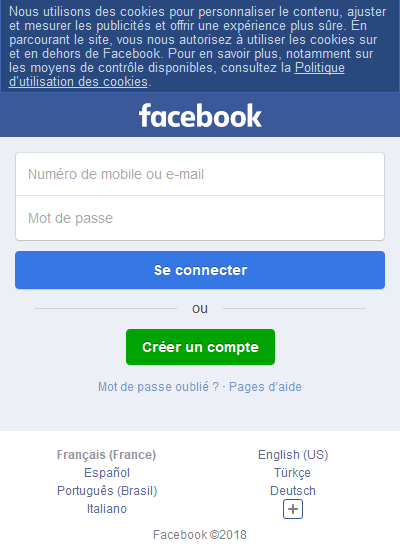 Nous utilisons des cookies pour personnaliser le contenu, ajuster
et mesurer les publicités et offrir une expérience plus sûre. En
parcourant le site, vous nous autorisez à utiliser les cookies sur
et en dehors de Facebook. Pour en savoir plus, notamment sur
les moyens de contrôle disponibles, consultez la Politique
d’utilisation des cookies.
facebook
Numéro de mobile ou e-mail
Mot de passe
Se connecter
ou
Créer un compte
Mot de passe oublié ? · Pages d’aide
Français (France) English (US)
Español Türkçe
Português (Brasil) Deutsch
Italiano +
Facebook ©2018